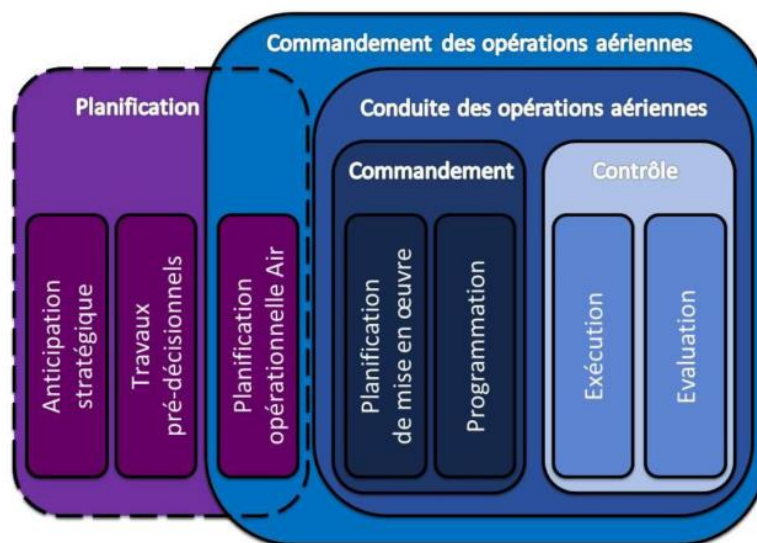 Commandement des opérations aériennes
Planification
Conduite des opérations aériennes
Commandement
Contrôle
Anticipation
stratégique
Travaux
pré-décisionnels
Planification
opérationnelle Air
Planification
de mise en œuvre
Programmation
Exécution
Evaluation